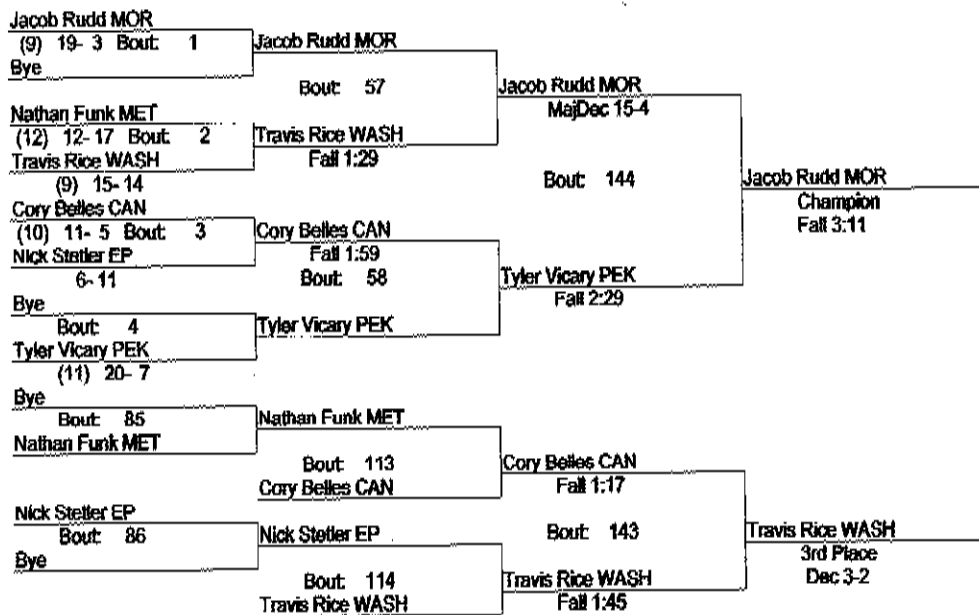 Jacob Rudd MOR
(9) 19- 3 Bout: 1
Bye
Jacob Rudd MOR
Bout: 57
Nathan Funk MET
(12) 12- 17 Bout: 2
Travis Rice WASH
(9) 15- 14
Travis Rice WASH
Fall 1:29
Jacob Rudd MOR
MajDec 15-4
Bout: 144
Cory Belles CAN
(10) 11- 5 Bout: 3
Nick Stetler EP
6- 11
Cory Belles CAN
Fall 1:59
Bout: 58
Bye
Bout: 4
Tyler Vicary PEK
(11) 20- 7
Tyler Vicary PEK
Tyler Vicary PEK
Fall 2:29
Jacob Rudd MOR
Champion
Fall 3:11
Bye
Bout: 85
Nathan Funk MET
Nathan Funk MET
Bout: 113
Cory Belles CAN
Cory Belles CAN
Fall 1:17
Bout: 143
Nick Stetler EP
Bout: 86
Bye
Nick Stetler EP
Bout: 114
Travis Rice WASH
Travis Rice WASH
Fall 1:45
Travis Rice WASH
3rd Place
Dec 3-2